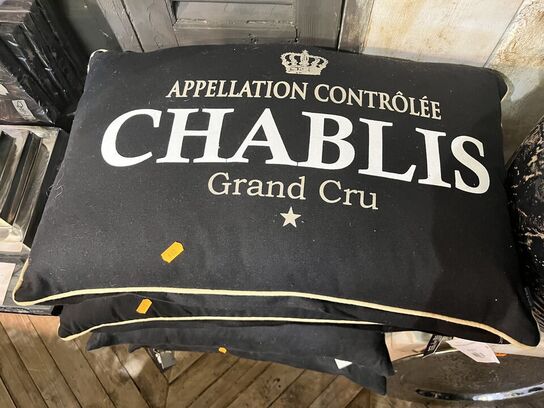 APPELLATION CONTRÔLÉE
CHABLIS
Grand Cru